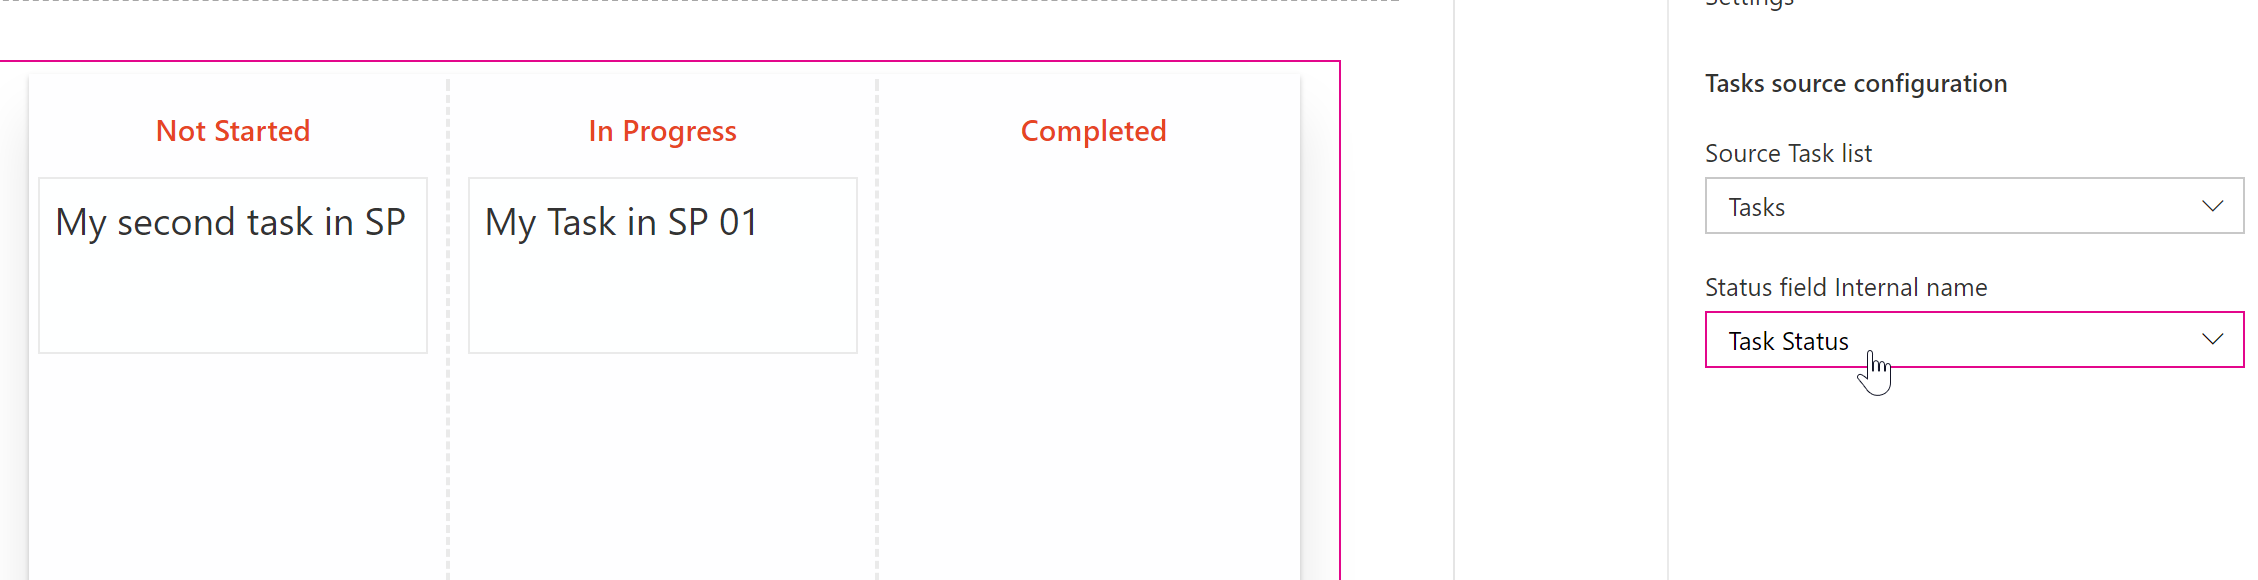 Settings
Not Started
In Progress
Completed
My second task in SP
My Task in SP 01
Tasks source configuration
Source Task list
Tasks
Status field Internal name
Task Status